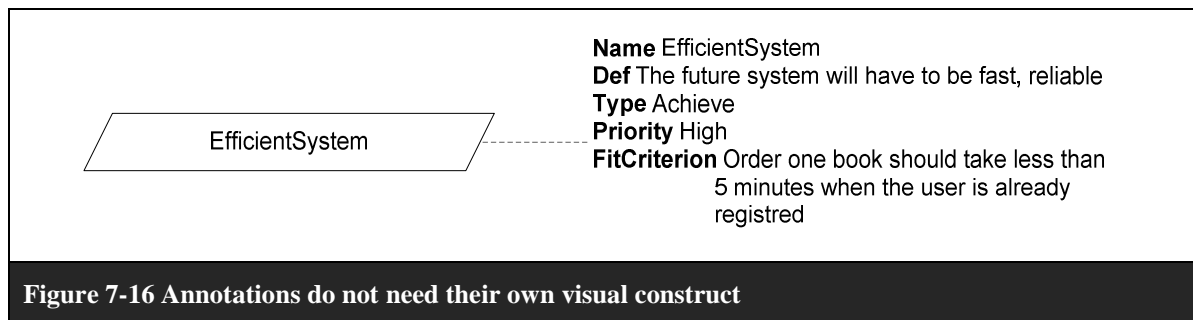 EfficientSystem
Name EfficientSystem
Def The future system will have to be fast, reliable
Type Achieve
Priority High
FitCriterion Order one book should take less than
5 minutes when the user is already
registred
Figure 7-16 Annotations do not need their own visual construct